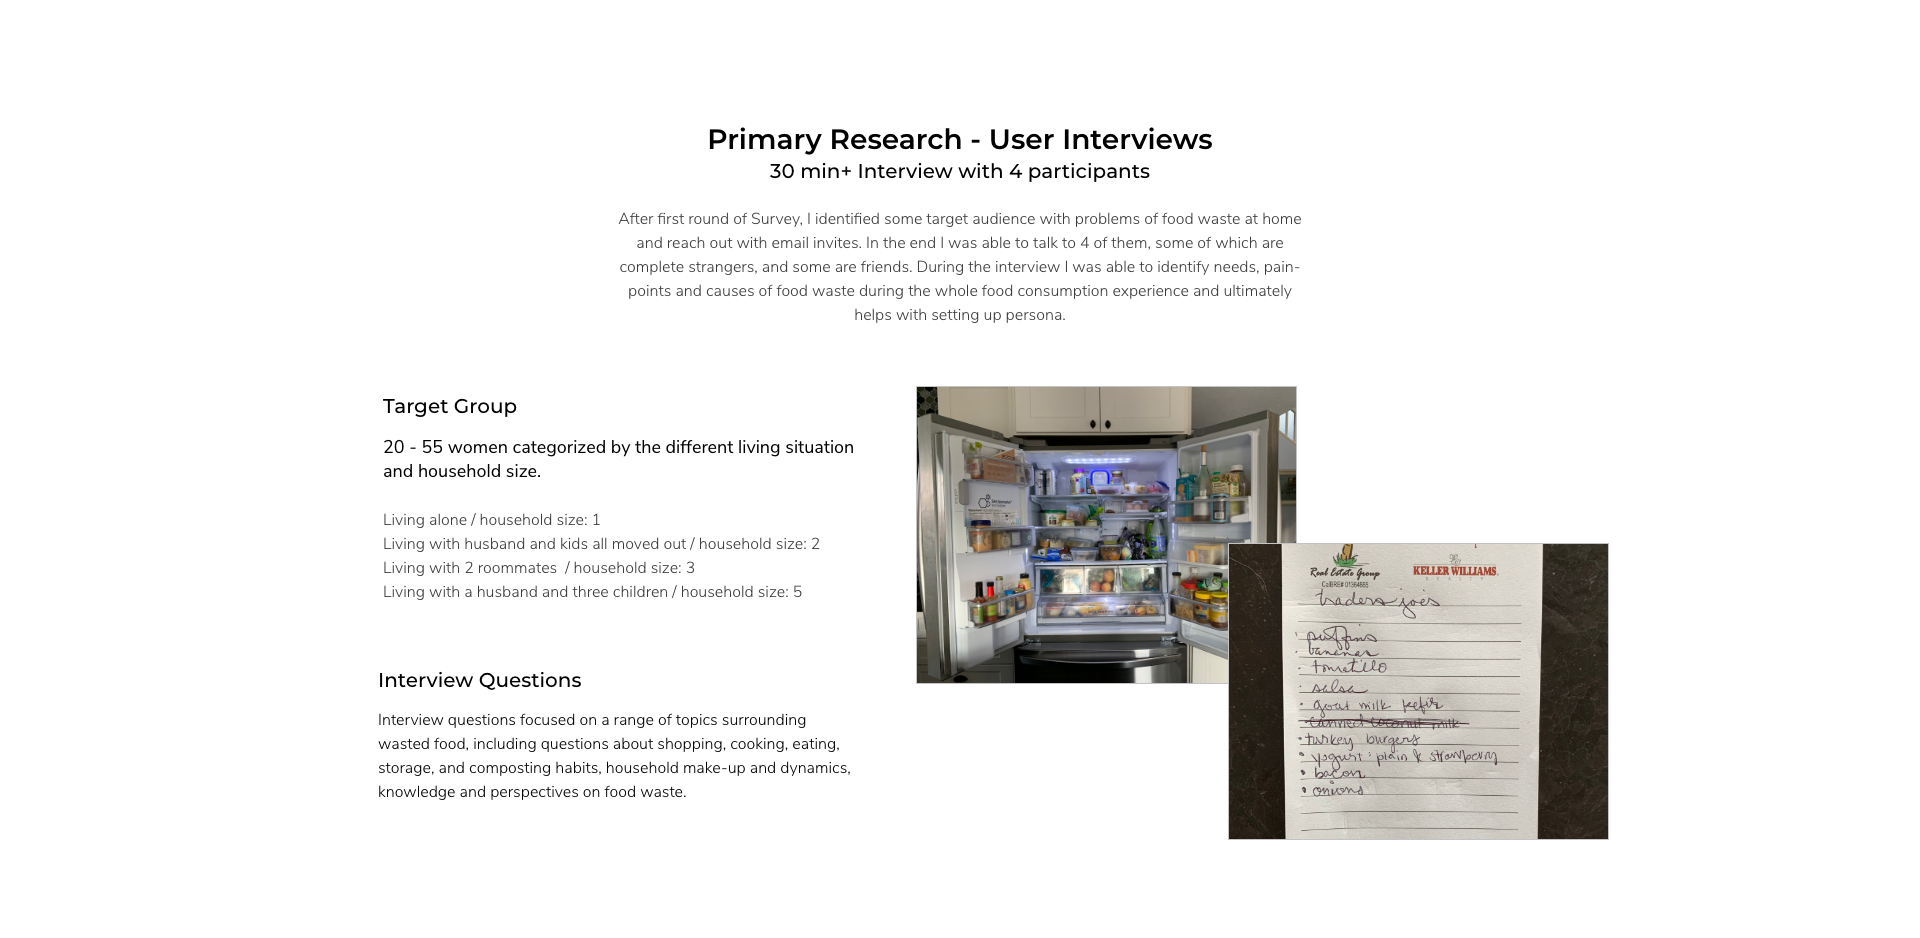 Primary Research - User Interviews
30 min+ Interview with 4 participants
After first round of Survey, I identified some target audience with problems of food waste at home
and reach out with email invites. In the end I was able to talk to 4 of them, some of which are
complete strangers, and some are friends. During the interview I was able to identify needs, pain-
points and causes of food waste during the whole food consumption experience and ultimately
helps with setting up persona.
Target Group
20 - 55 women categorized by the different living situation
and household size.
Living alone / household size: 1
Living with husband and kids all moved out / household size: 2
Living with 2 roommates / household size: 3
Living with a husband and three children / household size: 5
Interview Questions
Interview questions focused on a range of topics surrounding
wasted food, including questions about shopping, cooking, eating,
storage, and composting habits, household make-up and dynamics,
knowledge and perspectives on food waste.
Real Estate Group
KELLER WILLIAMS
REALTY
traders joe's
puffins
bananas
tomatillo
salsa
goat milk kefir
canned coconut milk
turkey burgers
yogurt: plain & strawberry
bacon
onions